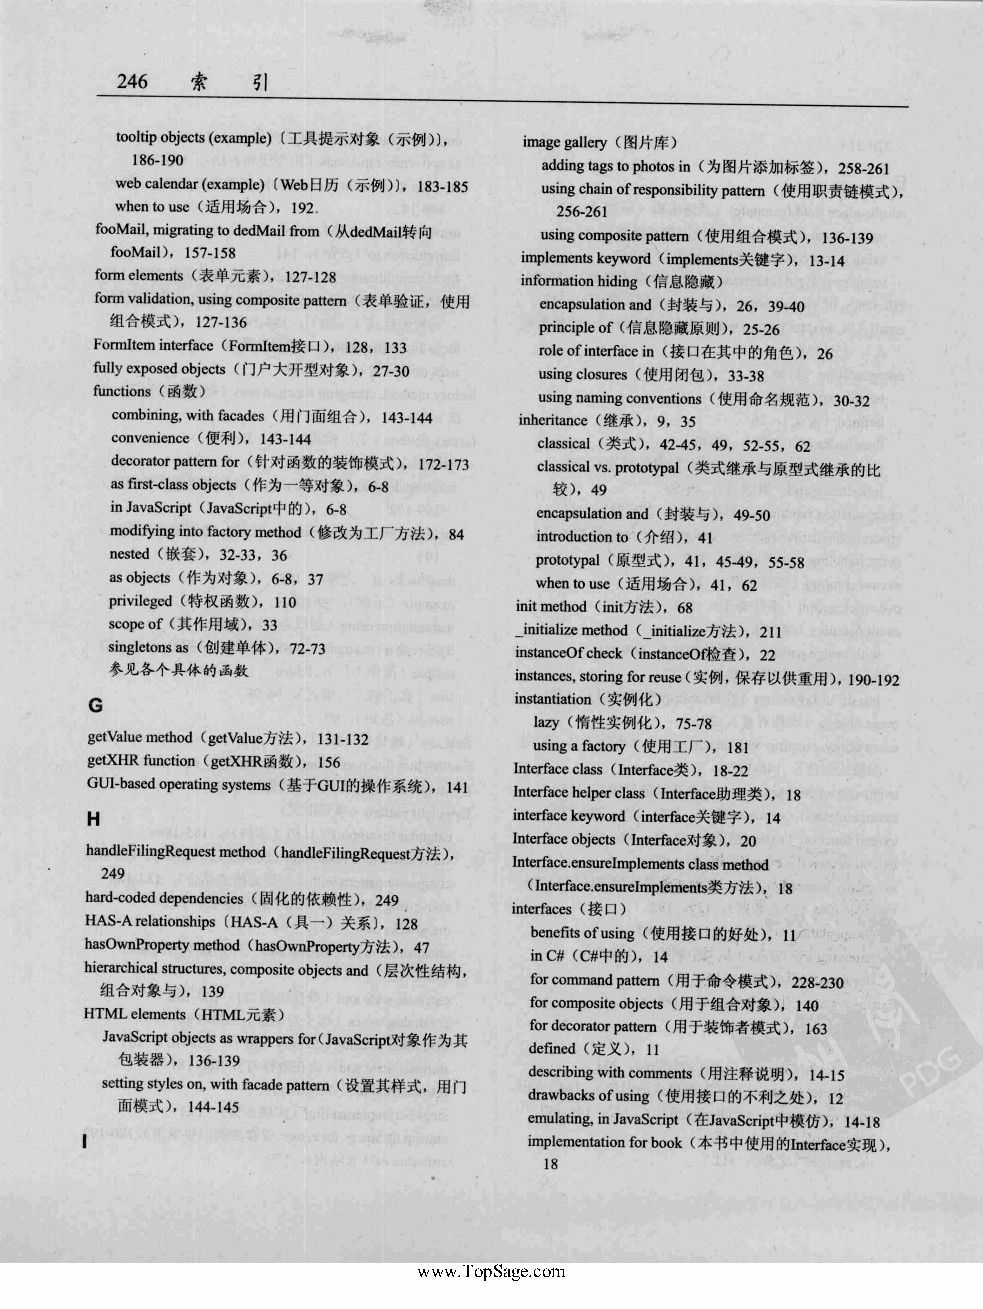 246 索 引
tooltip objects (example)〔工具提示对象（示例）〕，
186-190
web calendar (example)〔Web日历（示例）〕，183-185
when to use（适用场合），192.
fooMail, migrating to dedMail from（从dedMail转向
fooMail），157-158
form elements（表单元素），127-128
form validation, using composite pattern（表单验证，使用
组合模式），127-136
FormItem interface（FormItem接口），128，133
fully exposed objects（门户大开型对象），27-30
functions（函数）
combining, with facades（用门面组合），143-144
convenience（便利），143-144
decorator pattern for（针对函数的装饰模式），172-173
as first-class objects（作为一等对象），6-8
in JavaScript（JavaScript中的），6-8
modifying into factory method（修改为工厂方法），84
nested（嵌套），32-33，36
as objects（作为对象），6-8，37
privileged（特权函数），110
scope of（其作用域），33
singletons as（创建单体），72-73
参见各个具体的函数
G
getValue method（getValue方法），131-132
getXHR function（getXHR函数），156
GUI-based operating systems（基于GUI的操作系统），141
H
handleFilingRequest method（handleFilingRequest方法），
249
hard-coded dependencies（固化的依赖性），249
HAS-A relationships〔HAS-A（具一）关系〕，128
hasOwnProperty method（hasOwnProperty方法），47
hierarchical structures, composite objects and（层次性结构，
组合对象与），139
HTML elements（HTML元素）
JavaScript objects as wrappers for（JavaScript对象作为其
包装器），136-139
setting styles on, with facade pattern（设置其样式，用门
面模式），144-145
I
image gallery（图片库）
adding tags to photos in（为图片添加标签），258-261
using chain of responsibility pattern（使用职责链模式），
256-261
using composite pattern（使用组合模式），136-139
implements keyword（implements关键字），13-14
information hiding（信息隐藏）
encapsulation and（封装与），26，39-40
principle of（信息隐藏原则），25-26
role of interface in（接口在其中的角色），26
using closures（使用闭包），33-38
using naming conventions（使用命名规范），30-32
inheritance（继承），9，35
classical（类式），42-45，49，52-55，62
classical vs. prototypal（类式继承与原型式继承的比
较），49
encapsulation and（封装与），49-50
introduction to（介绍），41
prototypal（原型式），41，45-49，55-58
when to use（适用场合），41，62
init method（init方法），68
_initialize method（_initialize方法），211
instanceOf check（instanceOf检查），22
instances, storing for reuse（实例，保存以供重用），190-192
instantiation（实例化）
lazy（惰性实例化），75-78
using a factory（使用工厂），181
Interface class（Interface类），18-22
Interface helper class（Interface助理类），18
interface keyword（interface关键字），14
Interface objects（Interface对象），20
Interface.ensureImplements class method
（Interface.ensureImplements类方法），18
interfaces（接口）
benefits of using（使用接口的好处），11
in C#（C#中的），14
for command pattern（用于命令模式），228-230
for composite objects（用于组合对象），140
for decorator pattern（用于装饰者模式），163
defined（定义），11
describing with comments（用注释说明），14-15
drawbacks of using（使用接口的不利之处），12
emulating, in JavaScript（在JavaScript中模仿），14-18
implementation for book（本书中使用的Interface实现），
18
PDG
www.TopSage.com